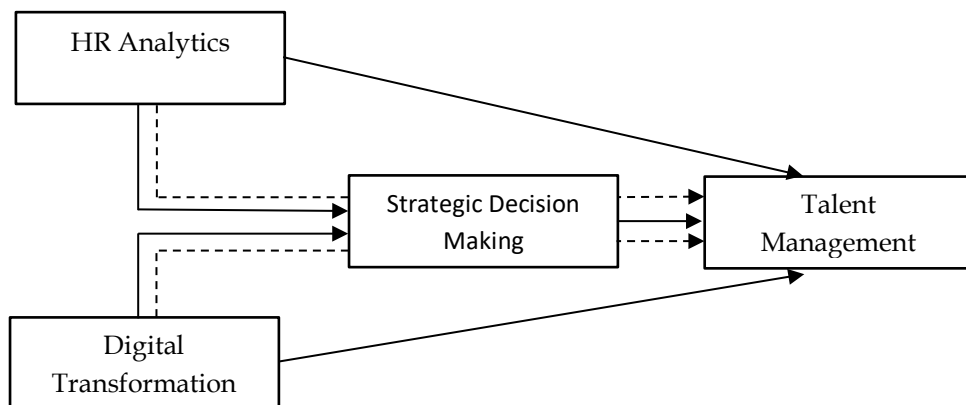 HR Analytics
Strategic Decision
Making
Talent
Management
Digital
Transformation